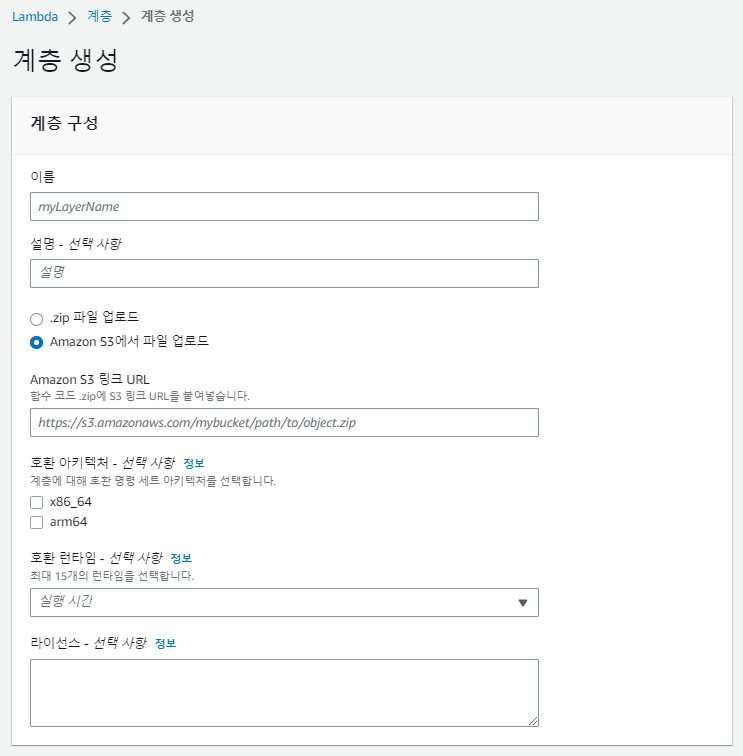 Lambda > 계층 > 계층 생성
계층 생성
계층 구성
이름
myLayerName
설명 - 선택 사항
설명
.zip 파일 업로드
Amazon S3에서 파일 업로드
Amazon S3 링크 URL
함수 코드 .zip에 S3 링크 URL을 붙여넣습니다.
https://s3.amazonaws.com/mybucket/path/to/object.zip
호환 아키텍처 - 선택 사항 정보
계층에 대해 호환 명령 세트 아키텍처를 선택합니다.
x86_64
arm64
호환 런타임 - 선택 사항 정보
최대 15개의 런타임을 선택합니다.
실행 시간
라이선스 - 선택 사항 정보